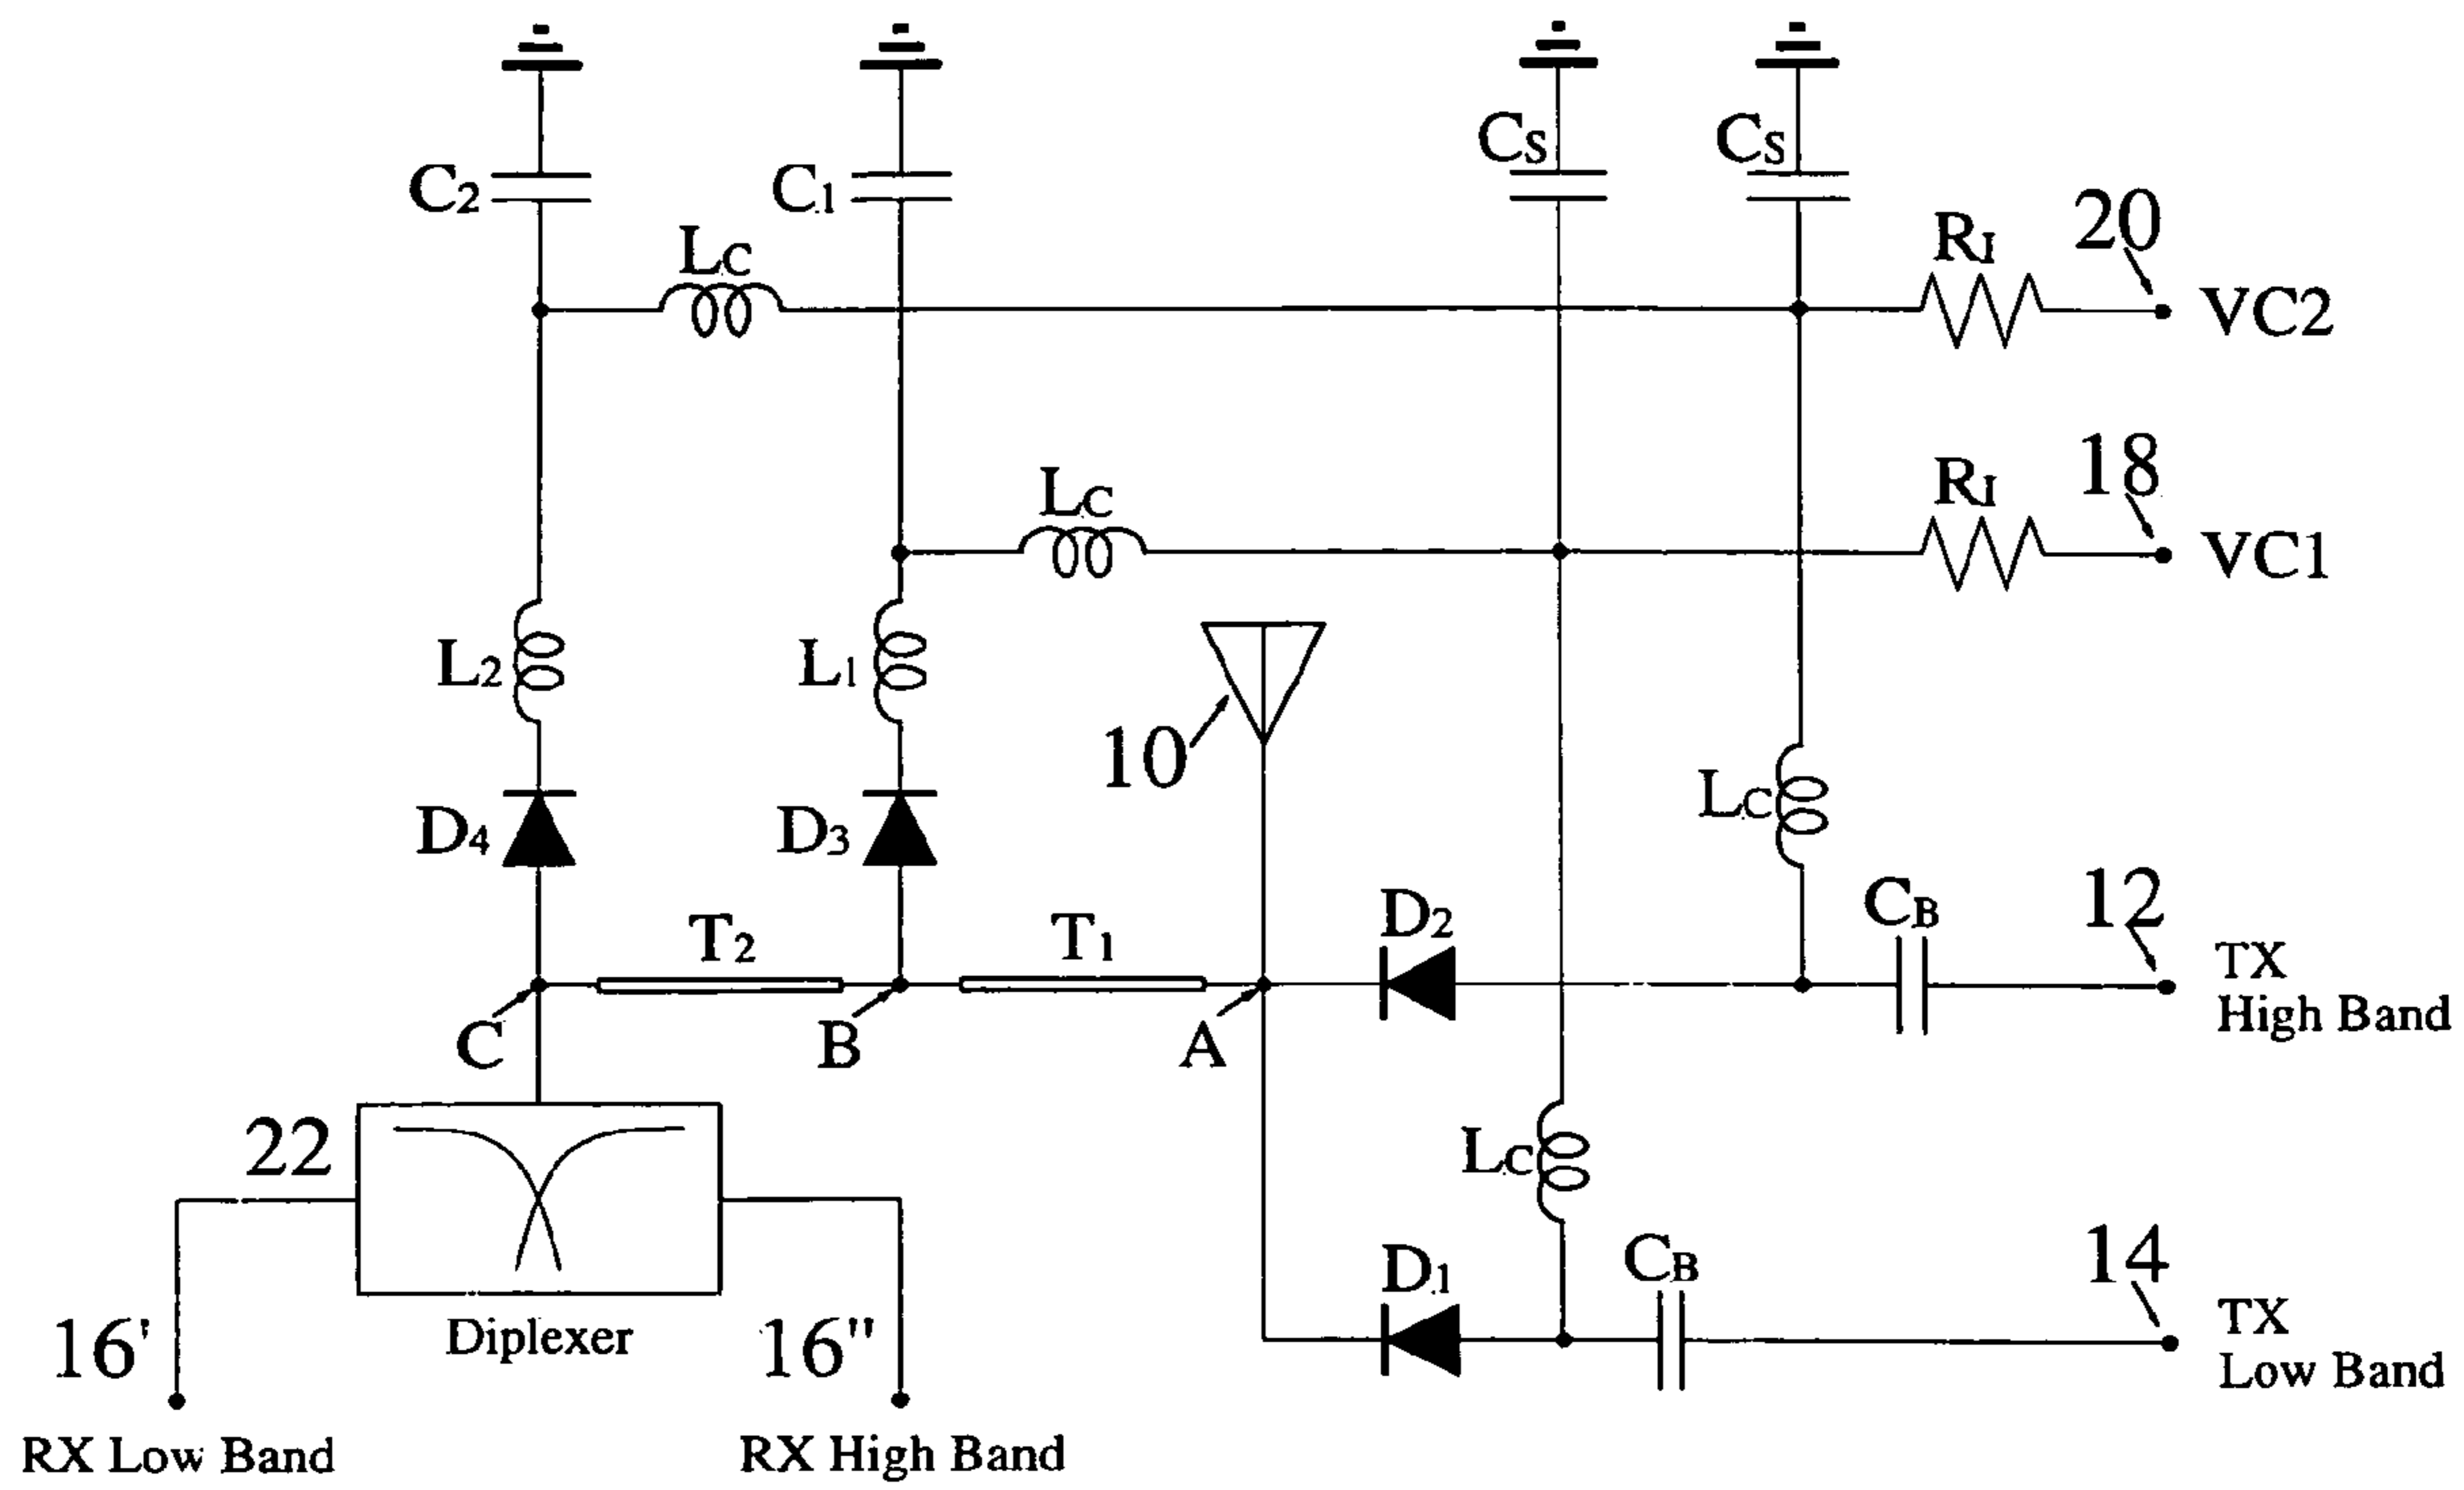 C2
C1
CS
CS
LC
RI
20
VC2
LC
RI
18
VC1
L2
L1
10
LC
D4
D3
T2
T1
D2
CB
12
TX
High Band
C
B
A
22
LC
D1
CB
14
TX
Low Band
16'
Diplexer
16"
RX Low Band
RX High Band